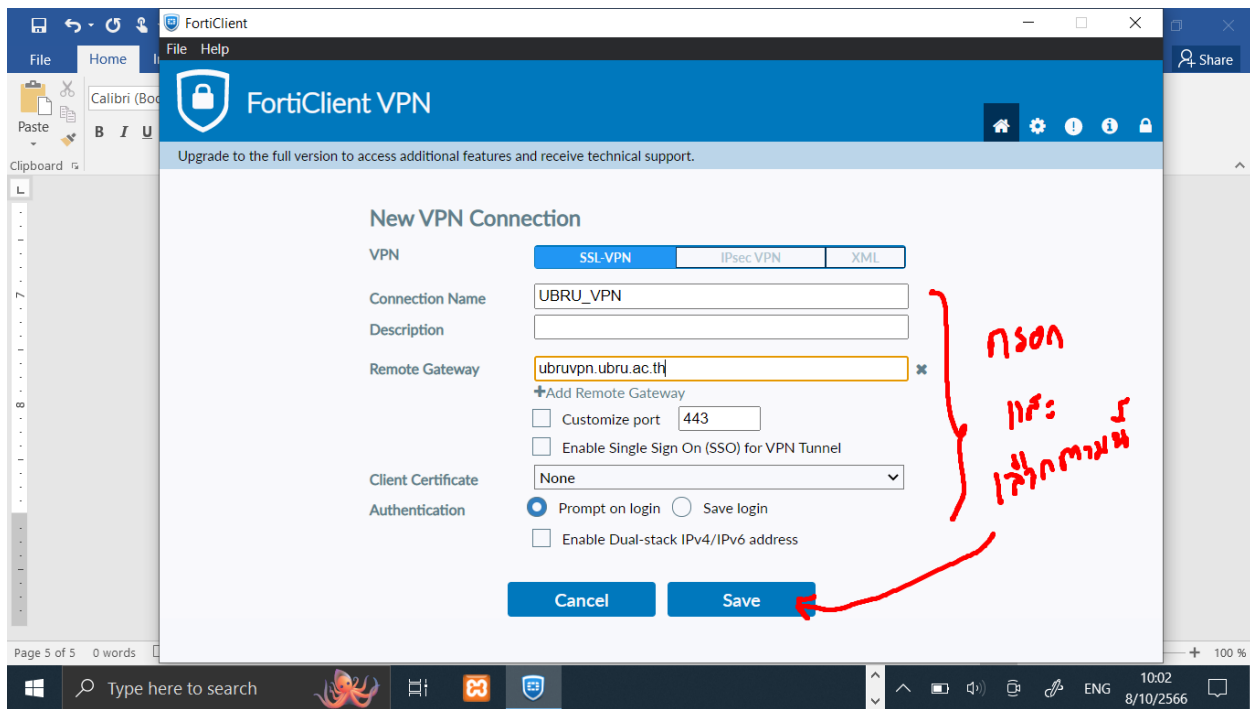 FortiClient
File Home
File Help
Share
FortiClient VPN
Paste
Calibri (Boo
B I U
Clipboard
Upgrade to the full version to access additional features and receive technical support.
New VPN Connection
VPN SSL-VPN IPsec VPN XML
Connection Name UBRU_VPN
Description
Remote Gateway ubruvpn.ubru.ac.th
+Add Remote Gateway
Customize port 443
Enable Single Sign On (SSO) for VPN Tunnel
Client Certificate None
Authentication Prompt on login Save login
Enable Dual-stack IPv4/IPv6 address
Cancel Save
กรอก
และ
เลือกตามนี้
7
8
Page 5 of 5 0 words
100 %
Type here to search
ENG
10:02
8/10/2566